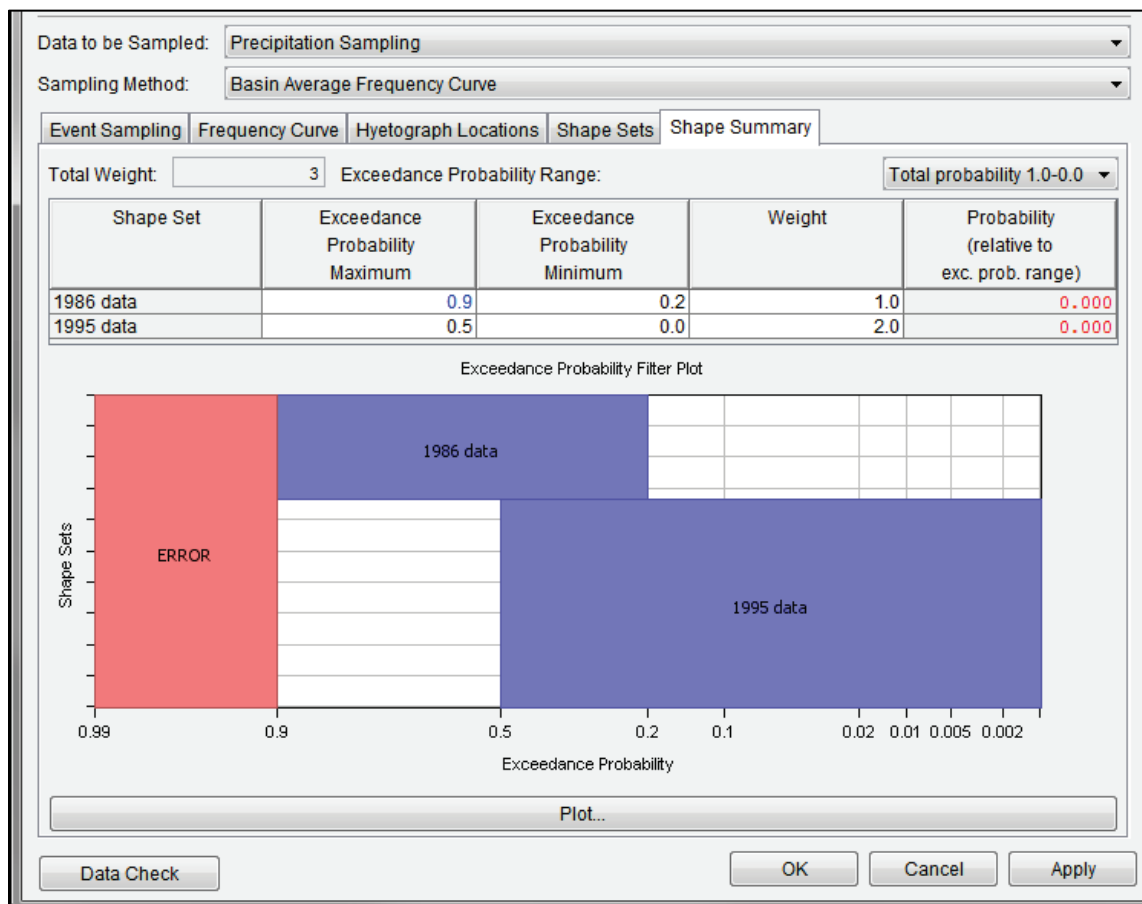 Data to be Sampled: Precipitation Sampling
Sampling Method: Basin Average Frequency Curve
Event Sampling Frequency Curve Hyetograph Locations Shape Sets Shape Summary
Total Weight: 3 Exceedance Probability Range: Total probability 1.0-0.0
Shape Set Exceedance Probability Maximum Exceedance Probability Minimum Weight Probability (relative to exc. prob. range)
1986 data 0.9 0.2 1.0 0.000
1995 data 0.5 0.0 2.0 0.000
Exceedance Probability Filter Plot
1986 data
ERROR
1995 data
Shape Sets
0.99 0.9 0.5 0.2 0.1 0.02 0.01 0.005 0.002
Exceedance Probability
Plot...
Data Check OK Cancel Apply